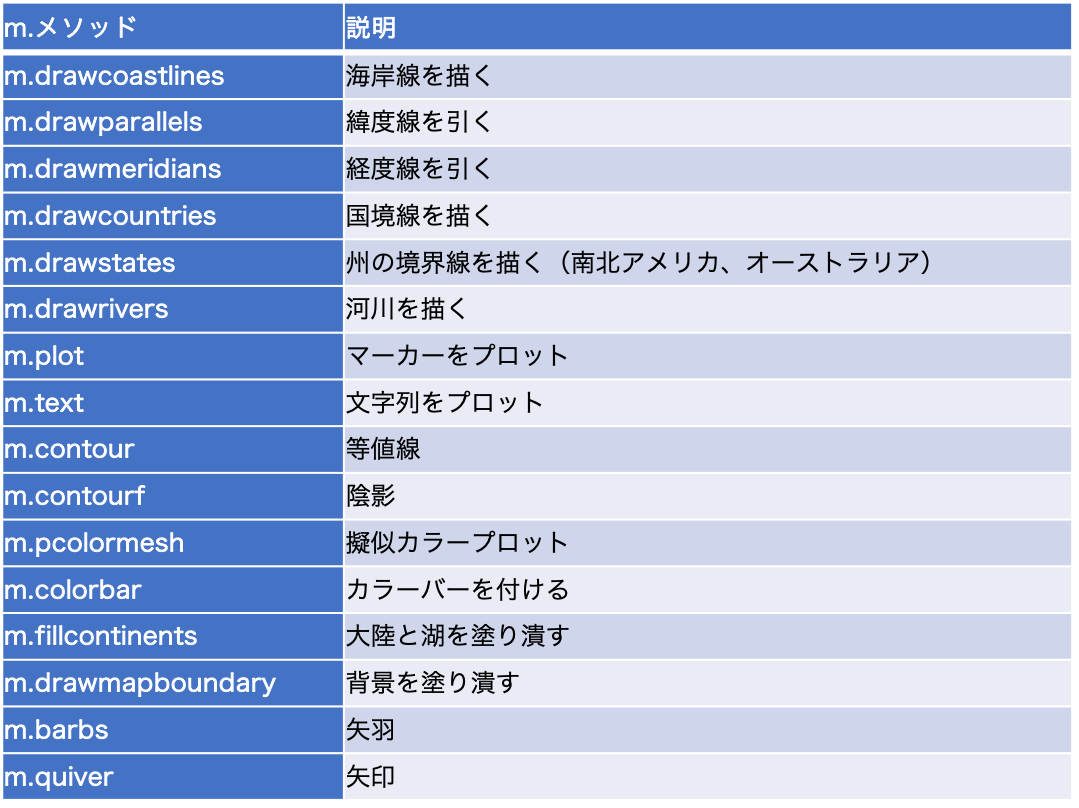 m.メソッド 説明
m.drawcoastlines 海岸線を描く
m.drawparallels 緯度線を引く
m.drawmeridians 経度線を引く
m.drawcountries 国境線を描く
m.drawstates 州の境界線を描く（南北アメリカ、オーストラリア）
m.drawrivers 河川を描く
m.plot マーカーをプロット
m.text 文字列をプロット
m.contour 等値線
m.contourf 陰影
m.pcolormesh 擬似カラープロット
m.colorbar カラーバーを付ける
m.fillcontinents 大陸と湖を塗り潰す
m.drawmapboundary 背景を塗り潰す
m.barbs 矢羽
m.quiver 矢印